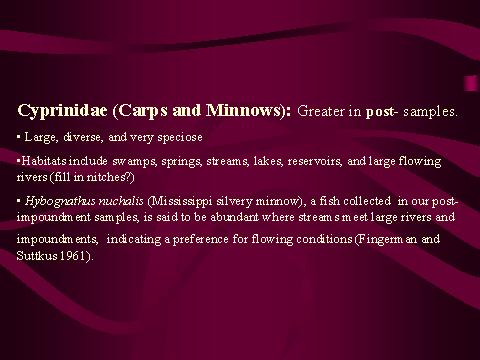 Cyprinidae (Carps and Minnows): Greater in post- samples.
• Large, diverse, and very speciose
•Habitats include swamps, springs, streams, lakes, reservoirs, and large flowing
rivers (fill in nitches?)
• Hybognathus nuchalis (Mississippi silvery minnow), a fish collected in our post-
impoundment samples, is said to be abundant where streams meet large rivers and
impoundments, indicating a preference for flowing conditions (Fingerman and
Suttkus 1961).